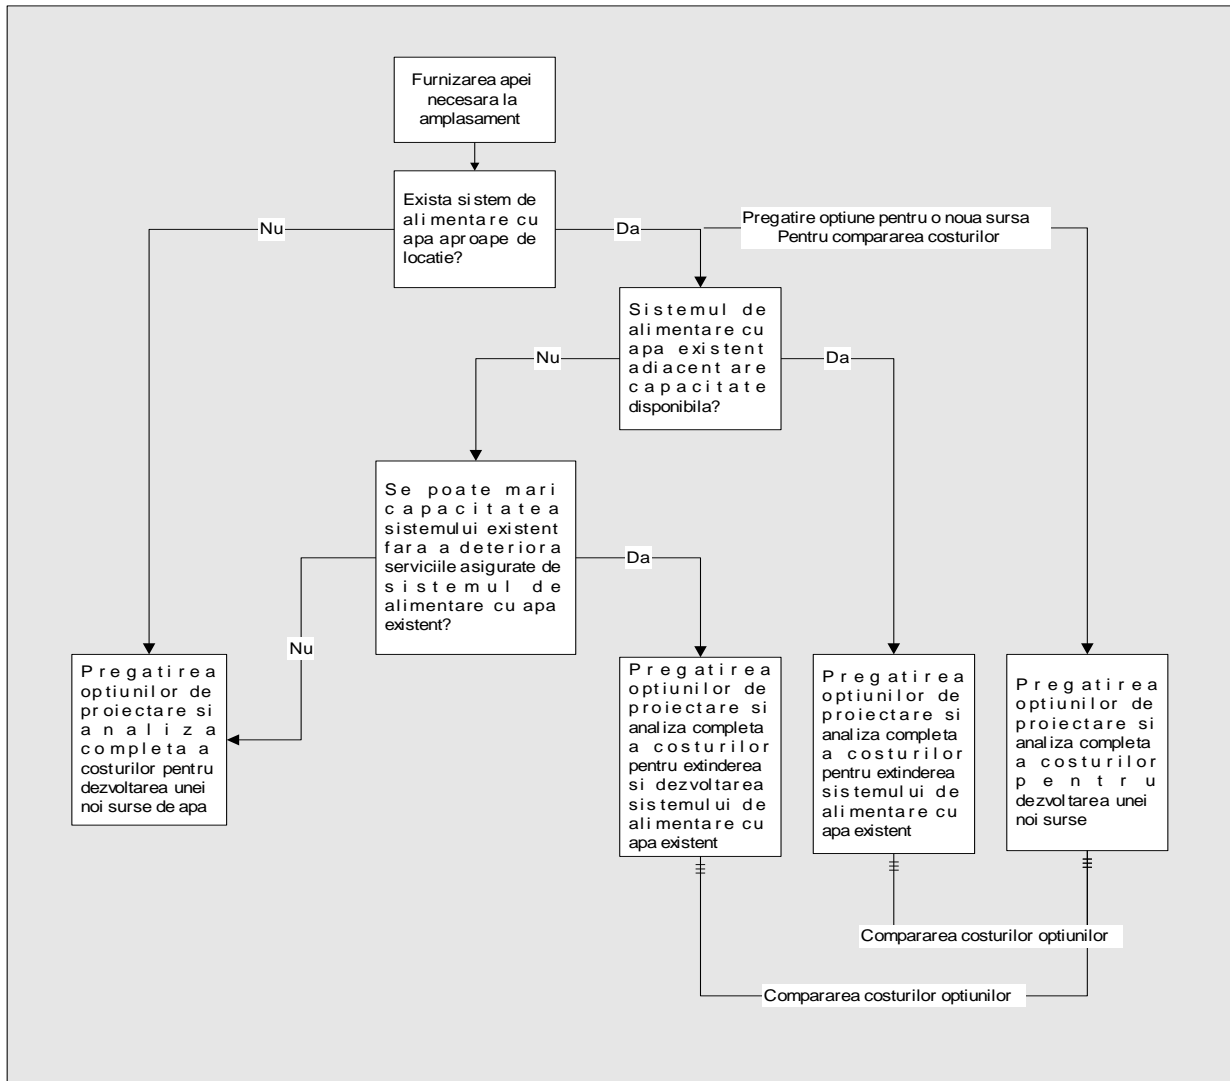 Furnizarea apei
necesara la
amplasament
Exista sistem de
alimentare cu
apa aproape de
locatie?
Nu
Da
Pregatire optiune pentru o noua sursa
Pentru compararea costurilor
Sistemul de
alimentare cu
apa existent
adiacent are
capacitate
disponibila?
Nu
Da
Se poate mari
capacitatea
sistemului existent
fara a deteriora
serviciile asigurate de
sistemul de
alimentare cu apa
existent?
Nu
Da
Pregatirea
optiunilor de
proiectare si
analiza
completa a
costurilor pentru
dezvoltarea unei
noi surse de apa
Pregatirea
optiunilor de
proiectare si
analiza completa
a costurilor
pentru extinderea
si dezvoltarea
sistemului de
alimentare cu
apa existent
Pregatirea
optiunilor de
proiectare si
analiza completa
a costurilor
pentru extinderea
sistemului de
alimentare cu
apa existent
Pregatirea
optiunilor de
proiectare si
analiza completa
a costurilor
pentru
dezvoltarea unei
noi surse
Compararea costurilor optiunilor
Compararea costurilor optiunilor